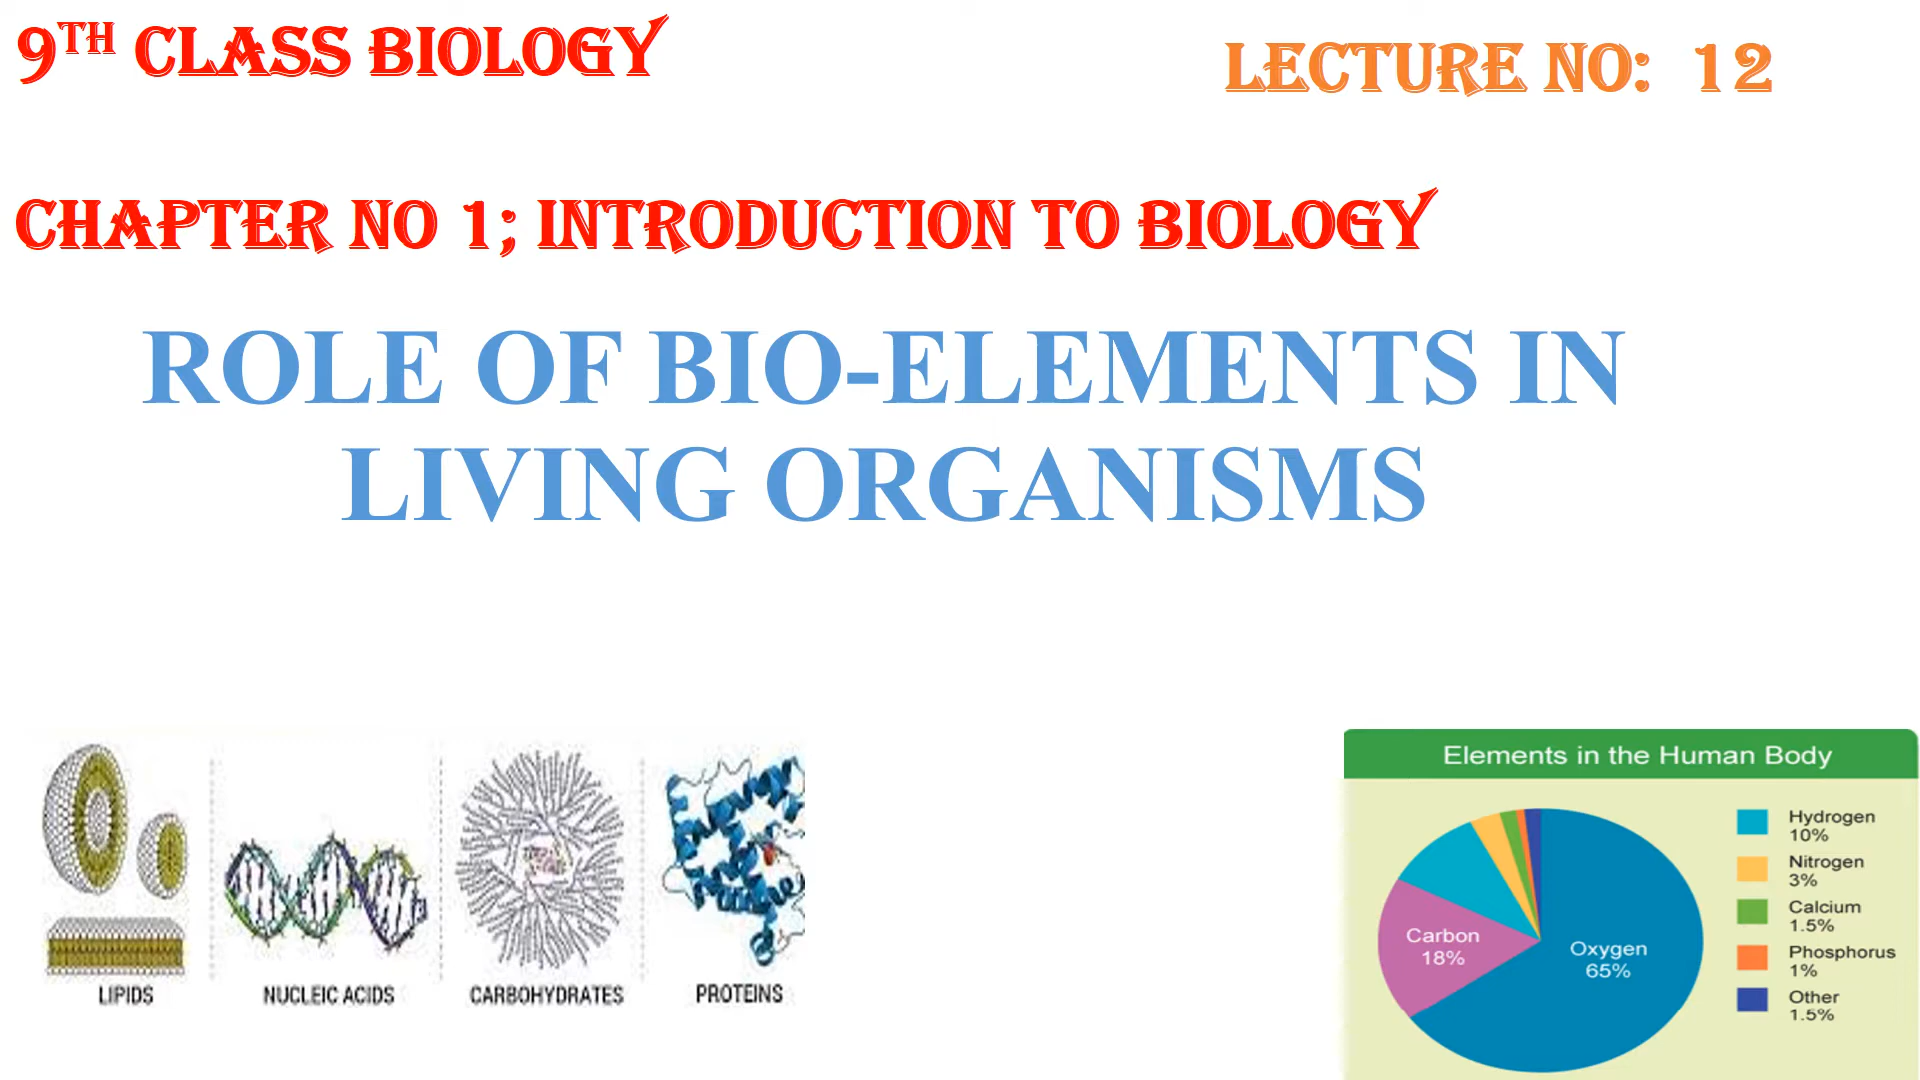 9TH CLASS BIOLOGY
LECTURE NO: 12
CHAPTER NO 1; INTRODUCTION TO BIOLOGY
ROLE OF BIO-ELEMENTS IN
LIVING ORGANISMS
LIPIDS
NUCLEIC ACIDS
CARBOHYDRATES
PROTEINS
Elements in the Human Body
Carbon
18%
Oxygen
65%
Hydrogen
10%
Nitrogen
3%
Calcium
1.5%
Phosphorus
1%
Other
1.5%